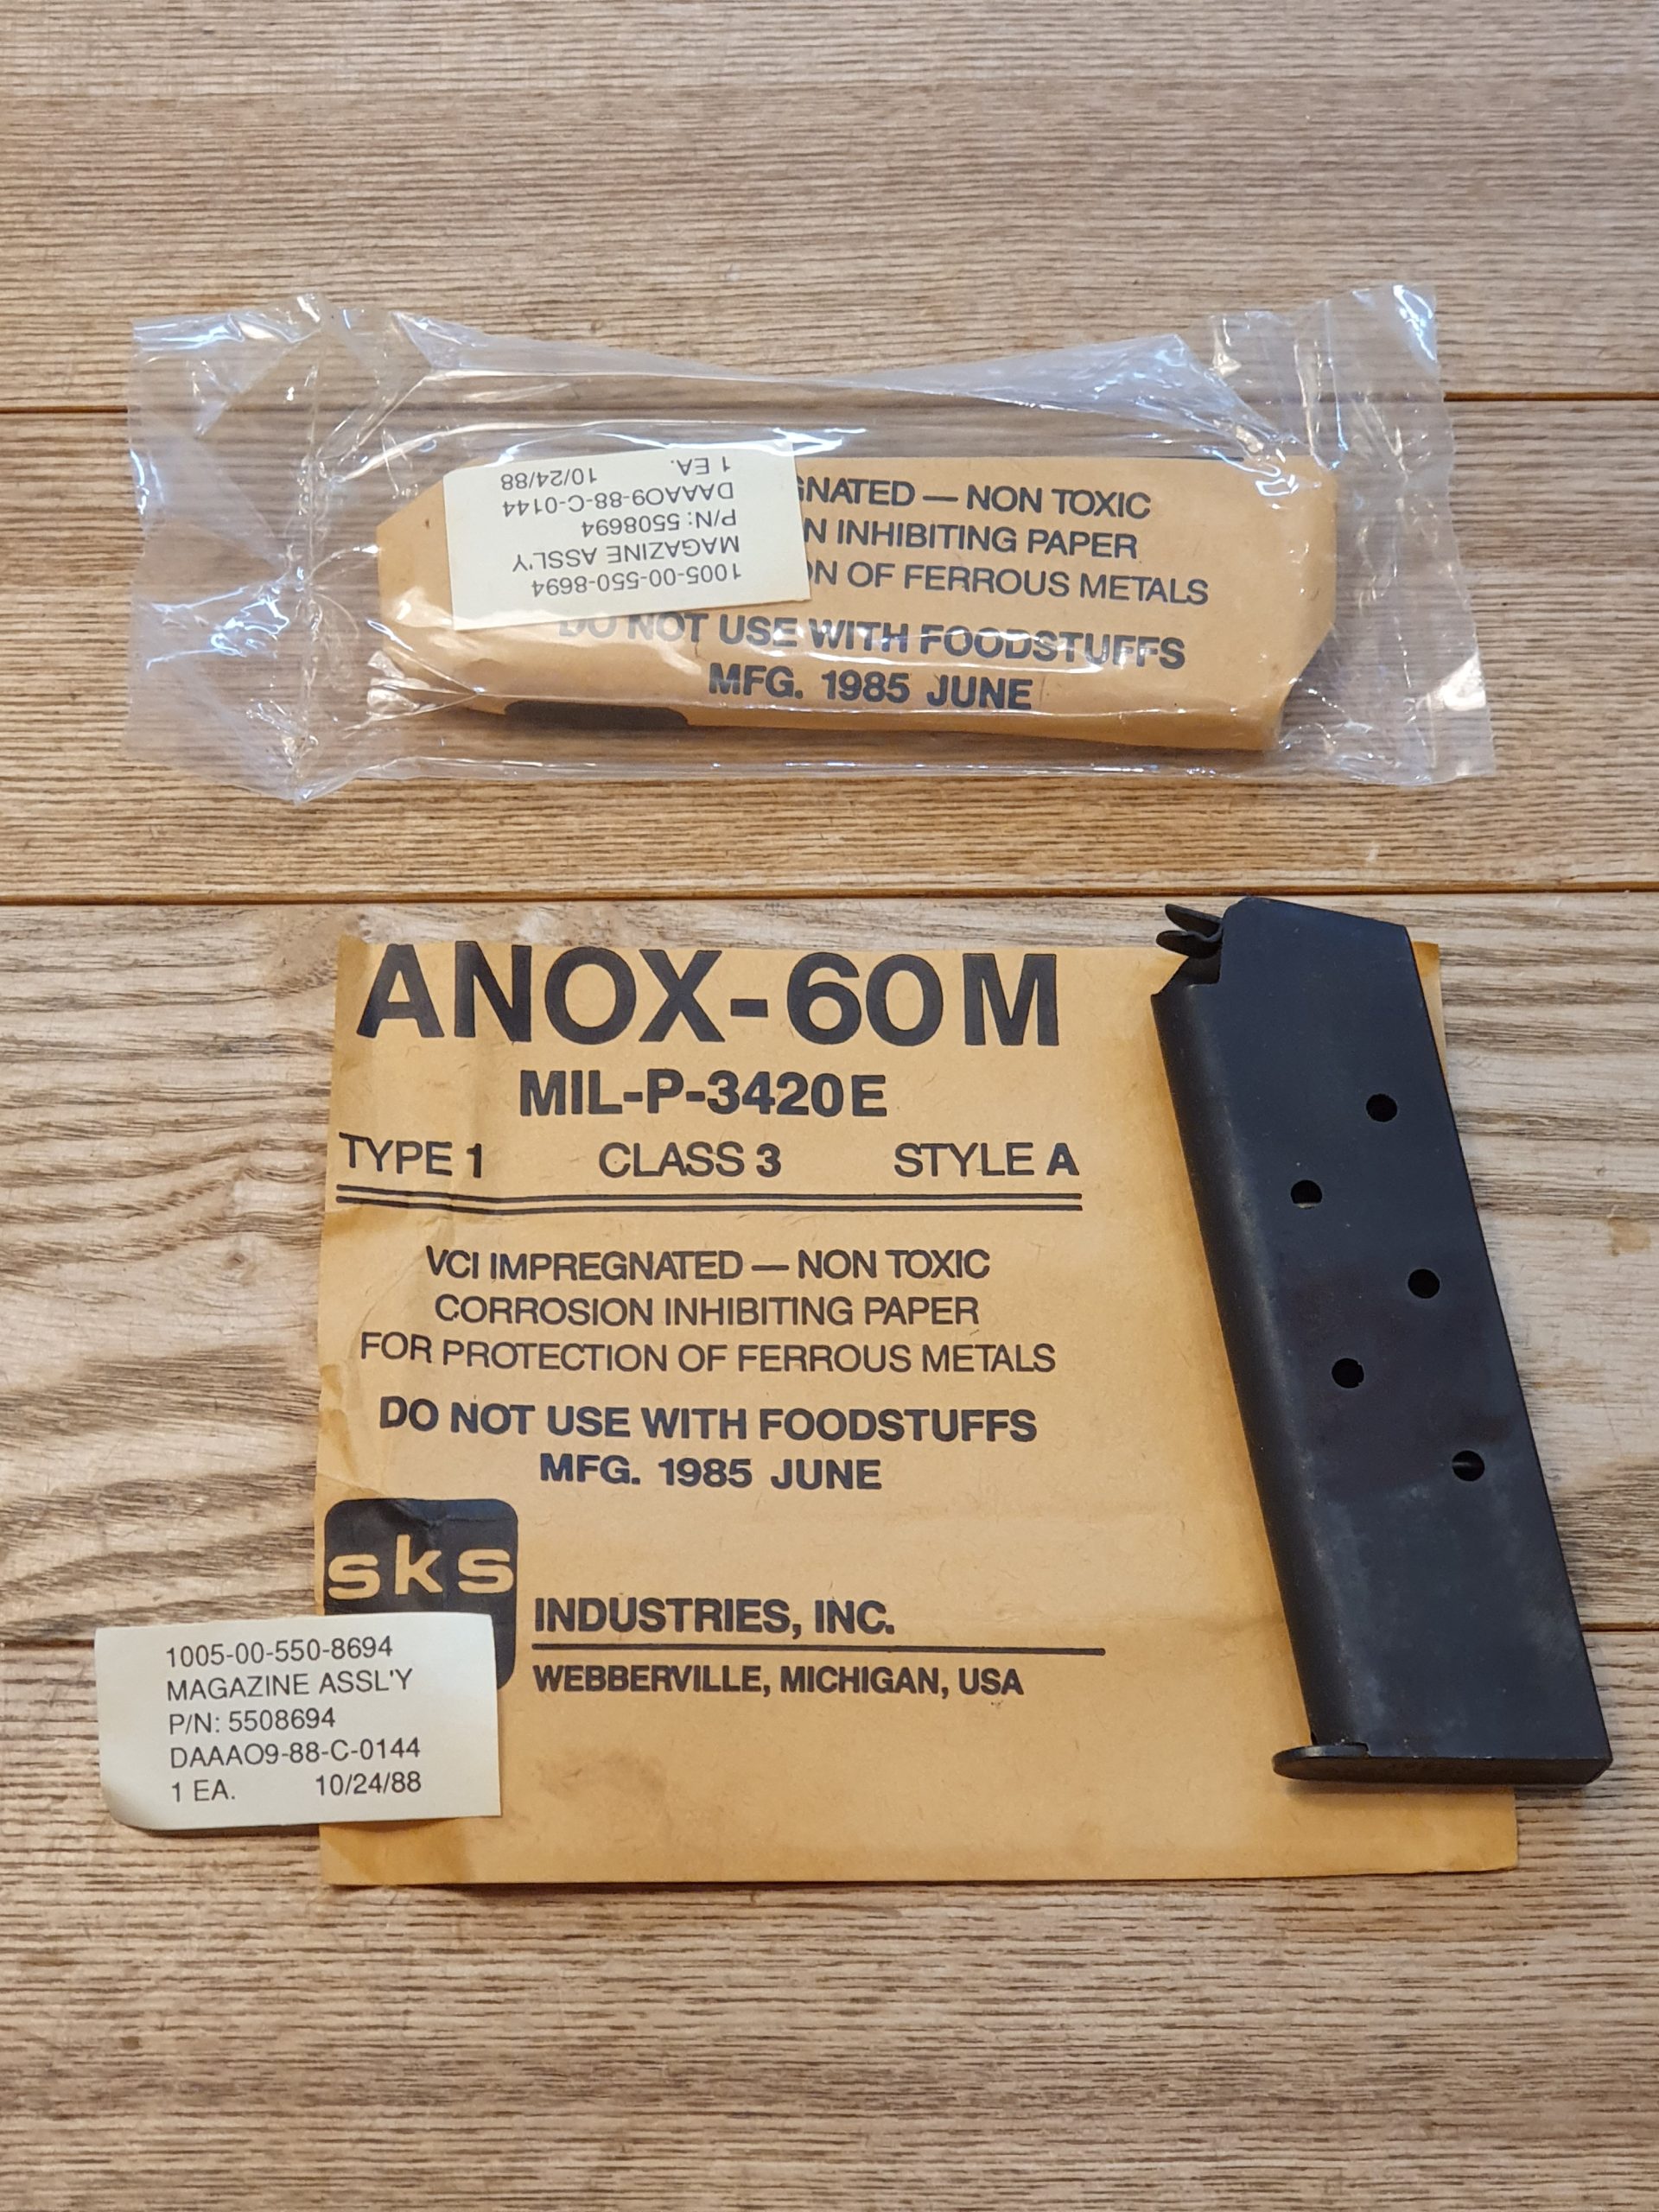 1005-00-550-8694
MAGAZINE ASSL'Y
P/N: 5508694
DAAAO9-88-C-0144
1 EA. 10/24/88
GNATED — NON TOXIC
N INHIBITING PAPER
ON OF FERROUS METALS
DO NOT USE WITH FOODSTUFFS
MFG. 1985 JUNE
ANOX-60M
MIL-P-3420E
TYPE 1 CLASS 3 STYLE A
VCI IMPREGNATED — NON TOXIC
CORROSION INHIBITING PAPER
FOR PROTECTION OF FERROUS METALS
DO NOT USE WITH FOODSTUFFS
MFG. 1985 JUNE
sks
INDUSTRIES, INC.
WEBBERVILLE, MICHIGAN, USA
1005-00-550-8694
MAGAZINE ASSL'Y
P/N: 5508694
DAAAO9-88-C-0144
1 EA. 10/24/88